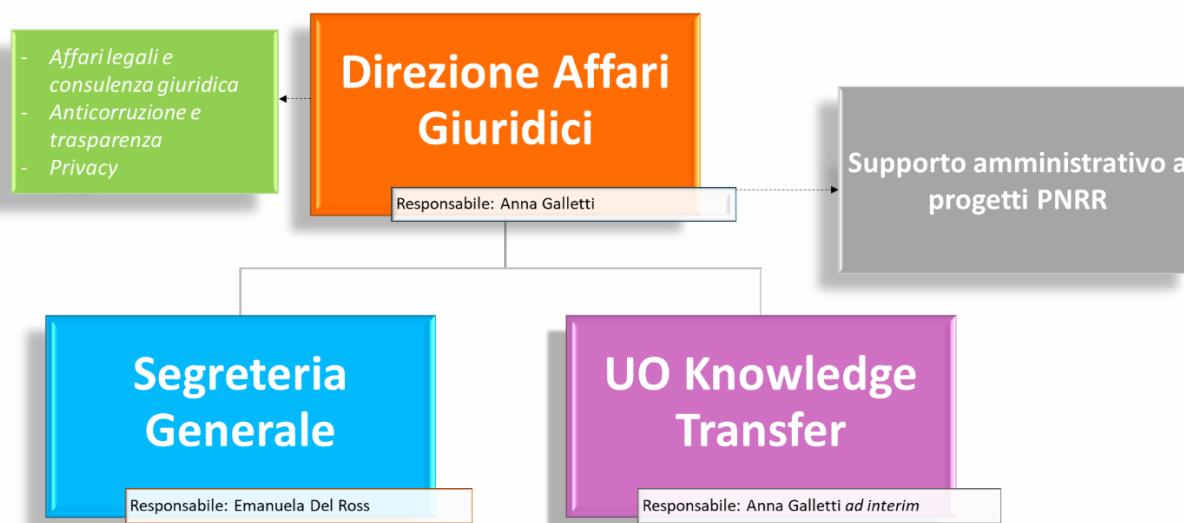 - Affari legali e
consulenza giuridica
- Anticorruzione e
trasparenza
- Privacy
Direzione Affari
Giuridici
Responsabile: Anna Galletti
Supporto amministrativo a
progetti PNRR
Segreteria
Generale
Responsabile: Emanuela Del Ross
UO Knowledge
Transfer
Responsabile: Anna Galletti ad interim